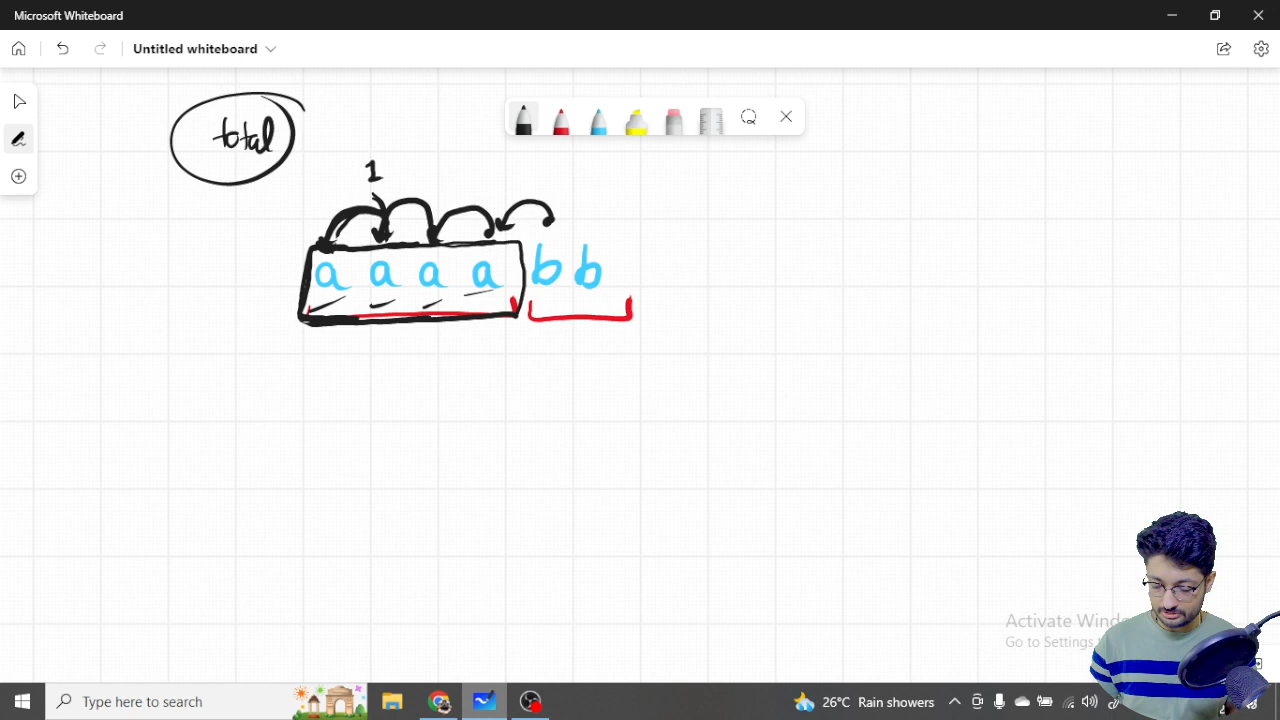 Microsoft Whiteboard
Untitled whiteboard
total
1
a a a a b b
Activate Wind
Go to Settings
Type here to search
26°C Rain showers